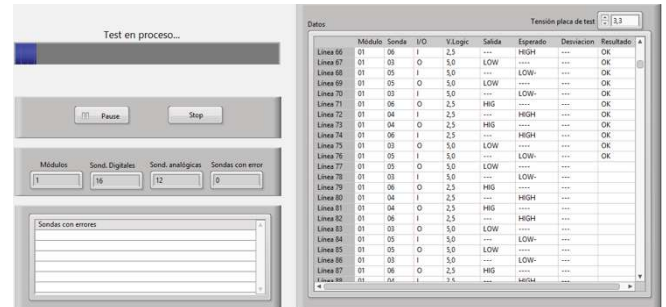 Test en proceso...
Pause
Stop
Módulos Sond. Digitales Sond. analógicas Sondas con error
1 16 12 0
Sondas con errores
Datos
Tensión placa de test 3,3
Módulo Sonda I/O V.Logic Salida Esperado Desviacion Resultado
Línea 66 01 06 I 2,5 --- HIGH --- OK
Línea 67 01 03 O 5,0 LOW ---- --- OK
Línea 68 01 05 I 5,0 --- LOW- --- OK
Línea 69 01 05 O 5,0 LOW ---- --- OK
Línea 70 01 03 I 5,0 --- LOW- --- OK
Línea 71 01 06 O 2,5 HIG ---- --- OK
Línea 72 01 04 I 2,5 --- HIGH --- OK
Línea 73 01 04 O 2,5 HIG ---- --- OK
Línea 74 01 06 I 2,5 --- HIGH --- OK
Línea 75 01 03 O 5,0 LOW ---- --- OK
Línea 76 01 05 I 5,0 --- LOW- --- OK
Línea 77 01 05 O 5,0 LOW ---- ---
Línea 78 01 03 I 5,0 --- LOW- ---
Línea 79 01 06 O 2,5 HIG ---- ---
Línea 80 01 04 I 2,5 --- HIGH ---
Línea 81 01 04 O 2,5 HIG ---- ---
Línea 82 01 06 I 2,5 --- HIGH ---
Línea 83 01 03 O 5,0 LOW ---- ---
Línea 84 01 05 I 5,0 --- LOW- ---
Línea 85 01 05 O 5,0 LOW ---- ---
Línea 86 01 03 I 5,0 --- LOW- ---
Línea 87 01 06 O 2,5 HIG ---- ---
Línea 88 01 04 I 2,5 --- HIGH ---